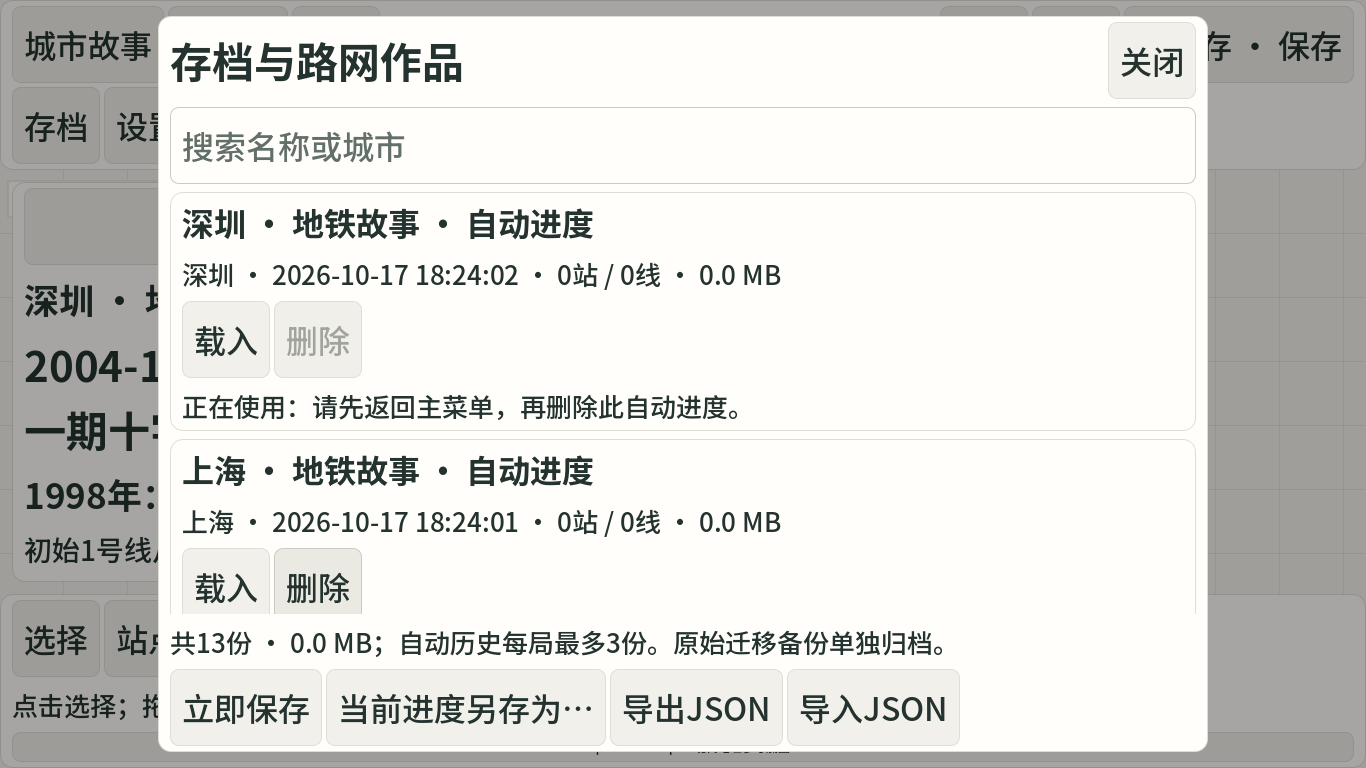 城市故事
存 • 保存
存档
设置
存档与路网作品
关闭
搜索名称或城市
深圳 • 地铁故事 • 自动进度
深圳 • 2026-10-17 18:24:02 • 0站 / 0线 • 0.0 MB
载入
删除
正在使用：请先返回主菜单，再删除此自动进度。
上海 • 地铁故事 • 自动进度
上海 • 2026-10-17 18:24:01 • 0站 / 0线 • 0.0 MB
载入
删除
共13份 • 0.0 MB；自动历史每局最多3份。原始迁移备份单独归档。
立即保存
当前进度另存为…
导出JSON
导入JSON
深圳 •
2004-1
一期十
1998年：
初始1号线
选择
站
点击选择；